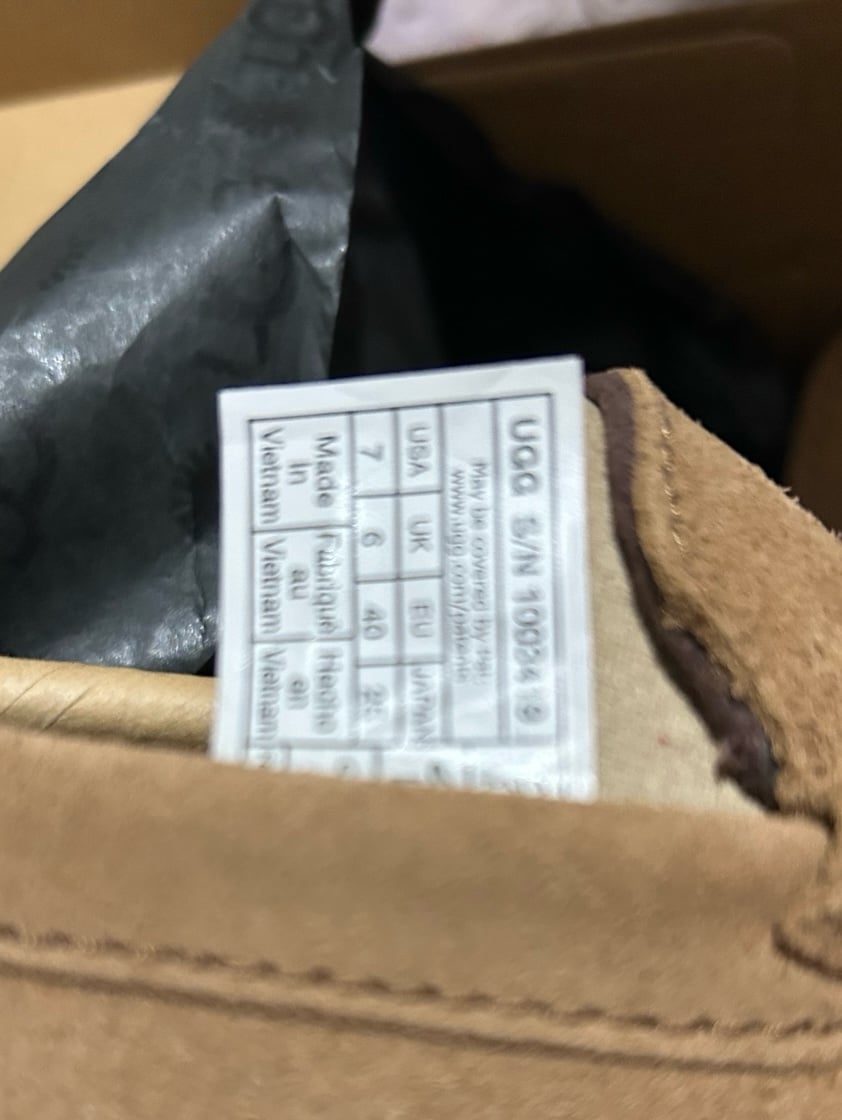 UGG S/N
May be covered by Pat:
www.ugg.com/patents
USA UK EU JAPAN
7 6 40
Made Fabriqué Hecho
in au en
Vietnam Vietnam Vietnam